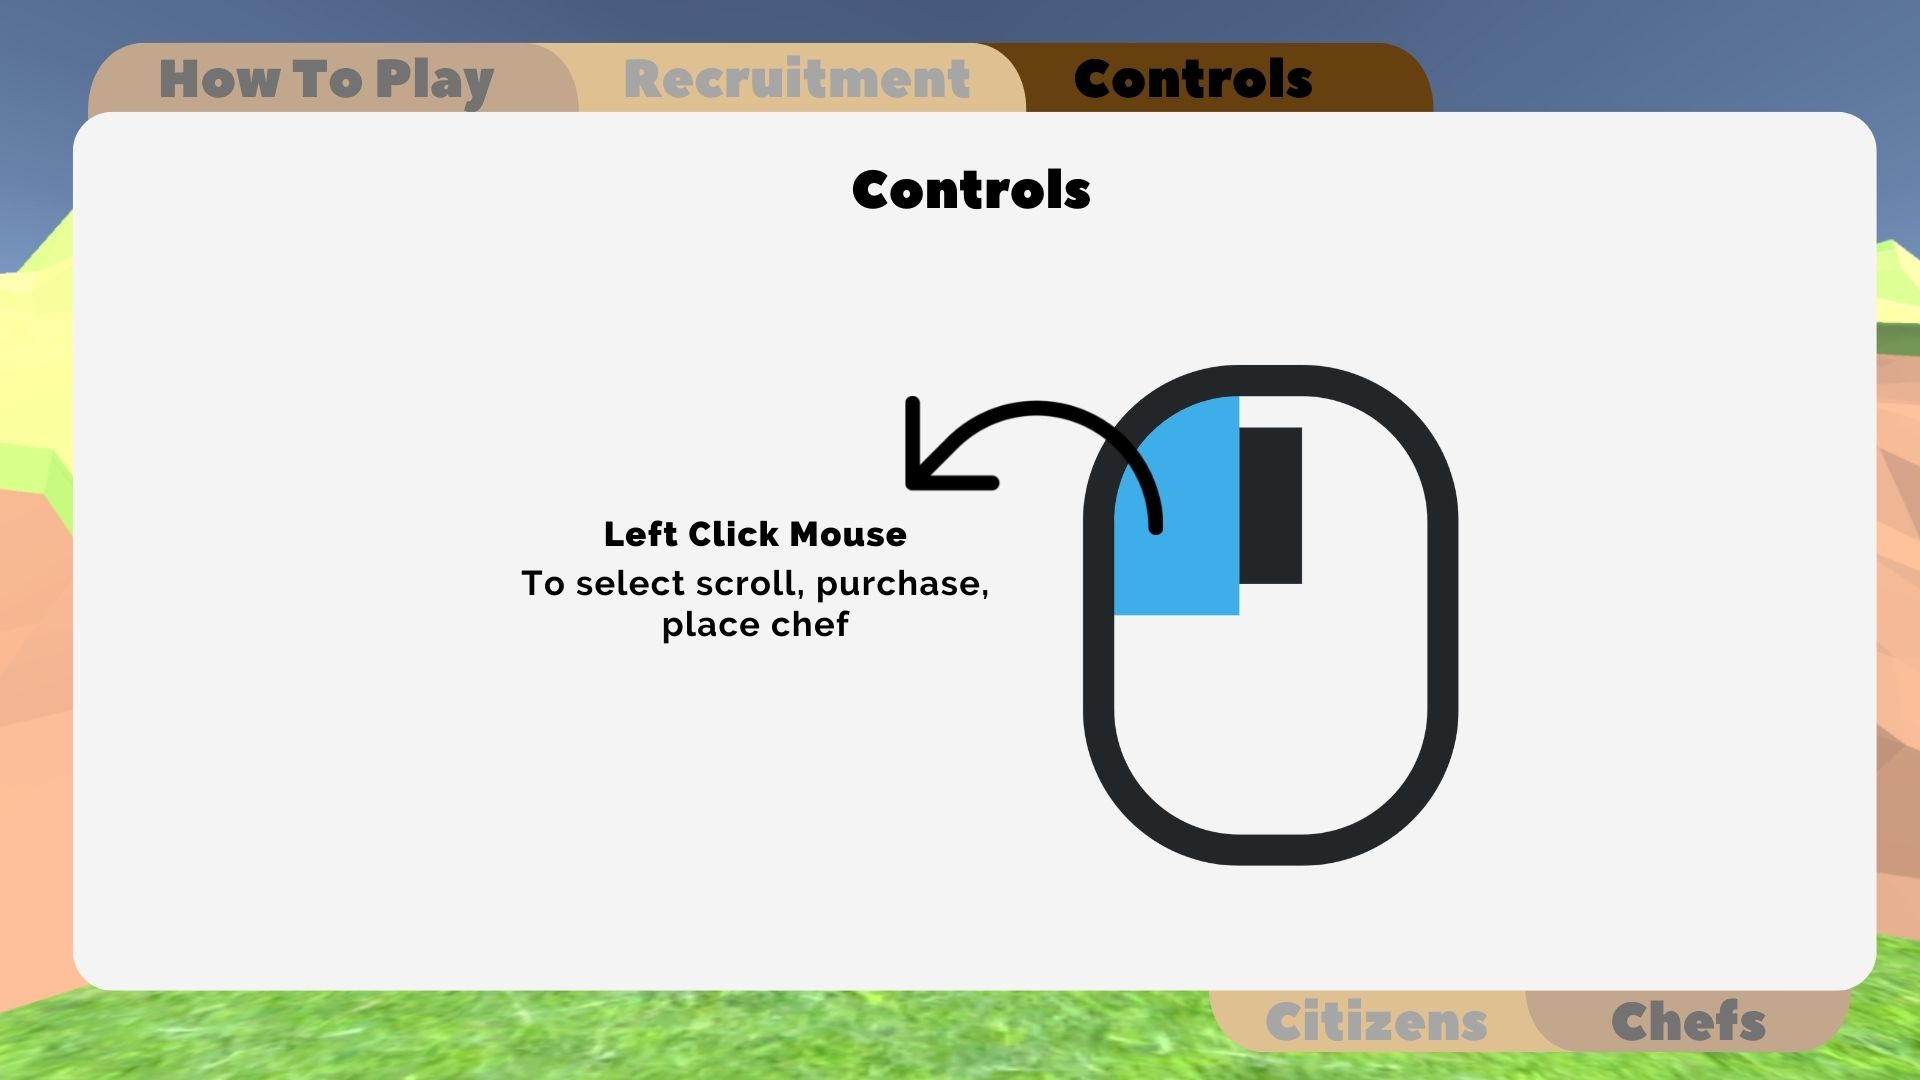 How To Play
Recruitment
Controls
Controls
Left Click Mouse
To select scroll, purchase,
place chef
Citizens
Chefs